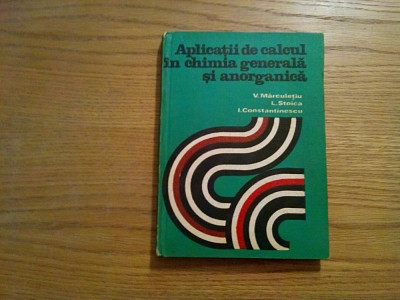 Aplicații de calcul
în chimia generală
și anorganică
V. Mărculețiu
L. Stoica
I. Constantinescu